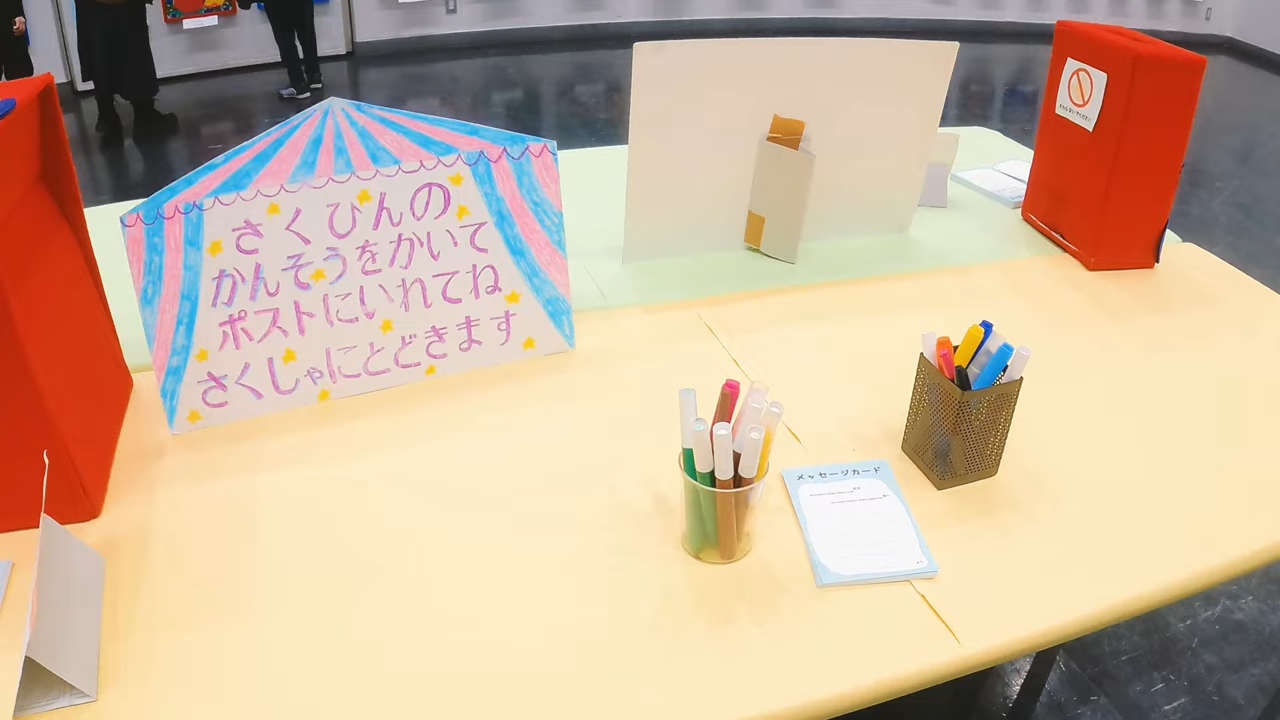 さくひんの
かんそうをかいて
ポストにいれてね
さくしゃにとどきます
メッセージカード